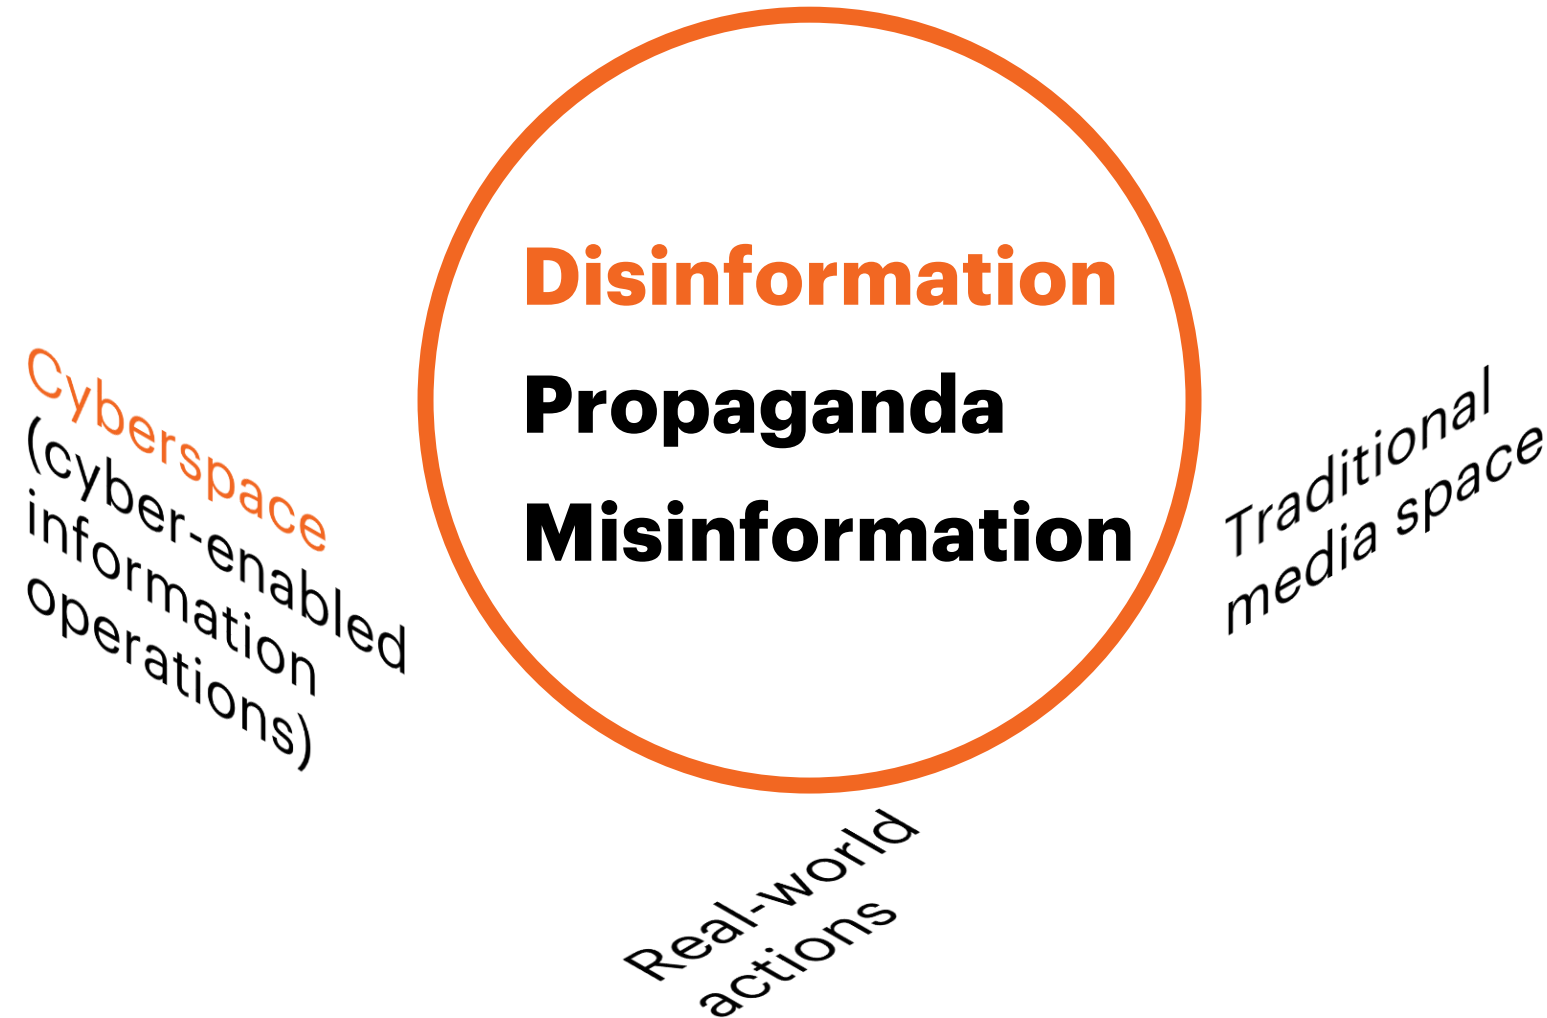 Disinformation
Propaganda
Misinformation
Cyberspace
(cyber-enabled
information
operations)
Traditional
media space
Real-world
actions